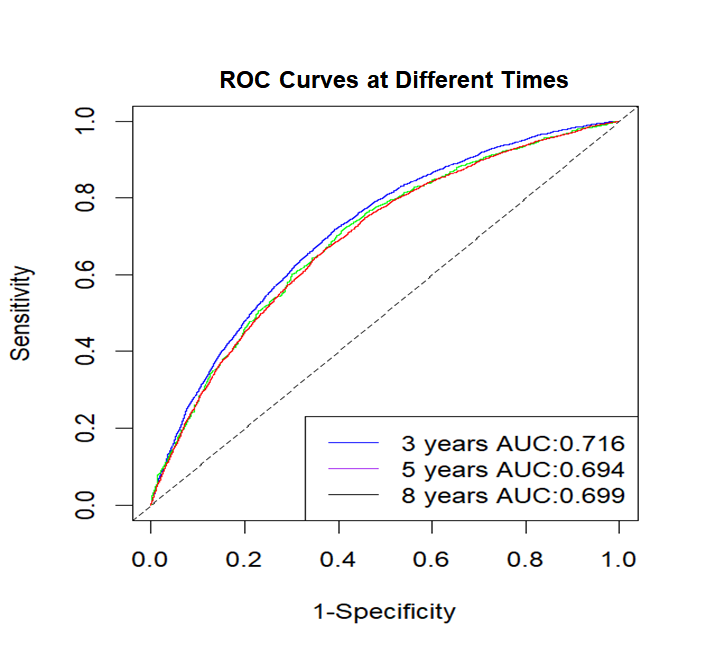 ROC Curves at Different Times
Sensitivity
1.0
0.8
0.6
0.4
0.2
0.0
3 years AUC:0.716
5 years AUC:0.694
8 years AUC:0.699
0.0 0.2 0.4 0.6 0.8 1.0
1-Specificity